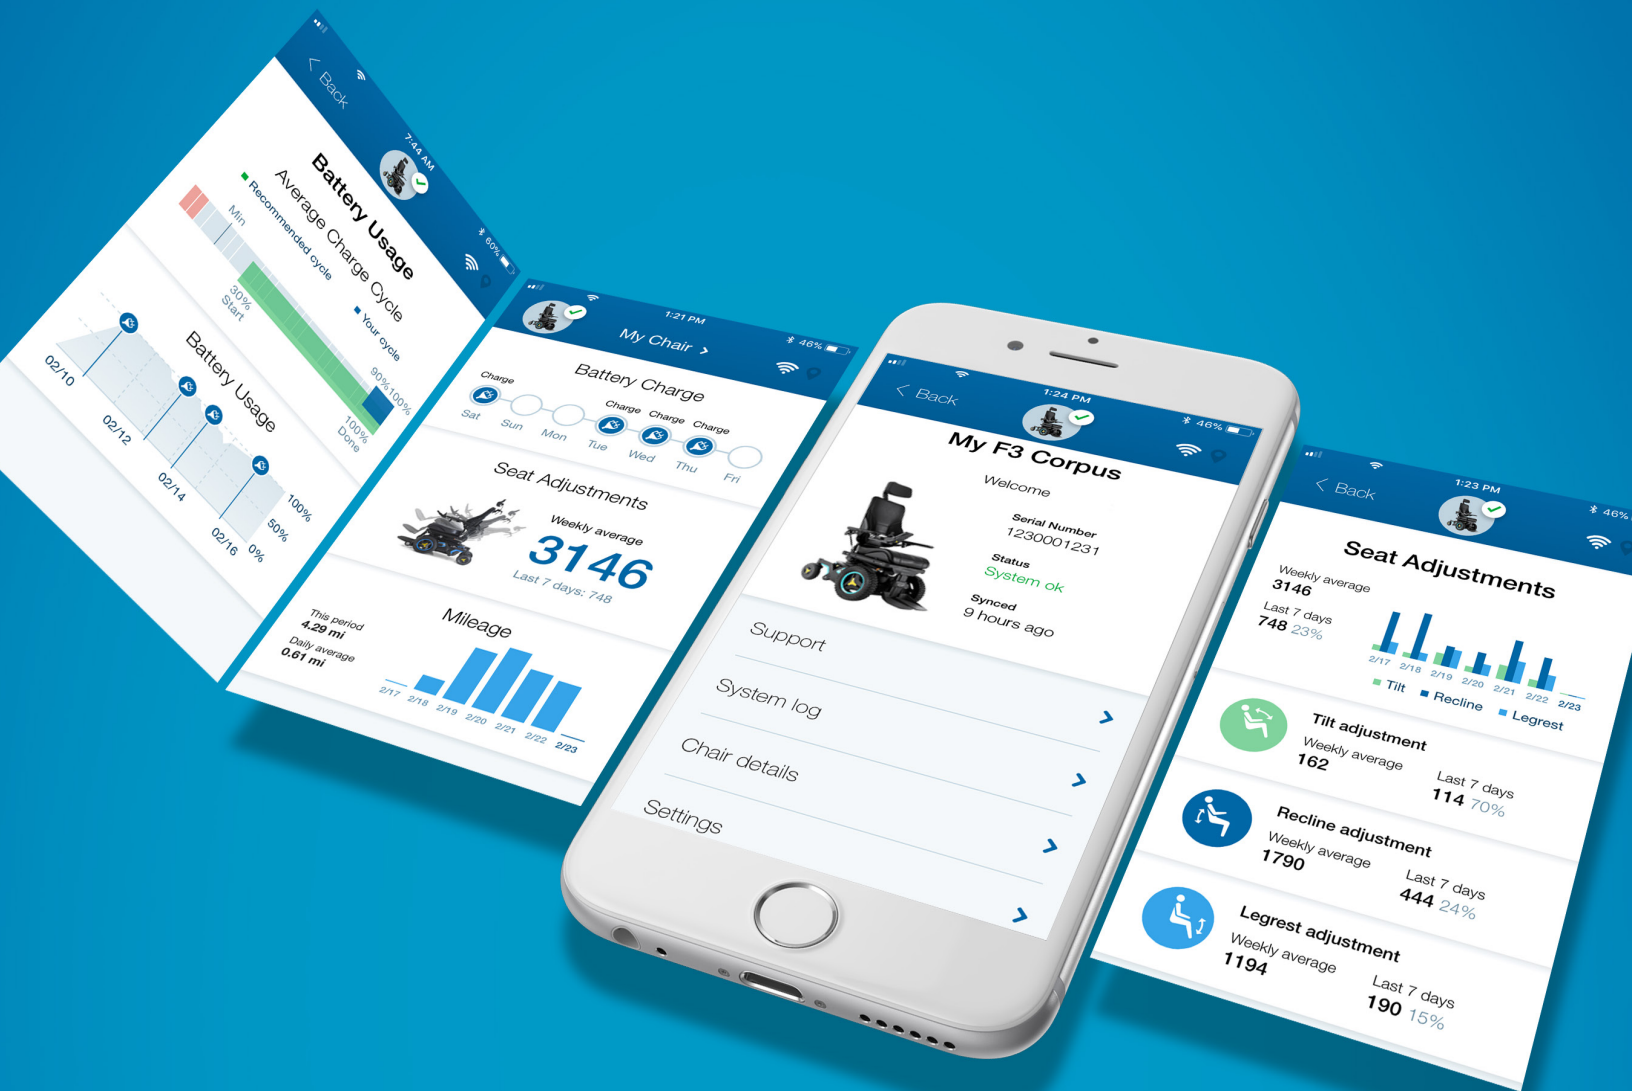 Back
7:44 AM
60%
Battery Usage
Average Charge Cycle
Recommended cycle
Your cycle
Min
30%
Start
90%
100%
100%
Done
Battery Usage
02/10
02/12
02/14
02/16
100%
50%
0%
1:21 PM
46%
My Chair
Battery Charge
Charge
Charge Charge Charge
Sat Sun Mon Tue Wed Thu Fri
Seat Adjustments
Weekly average
3146
Last 7 days: 748
Mileage
This period
4.29 mi
Daily average
0.61 mi
2/17 2/18 2/19 2/20 2/21 2/22 2/23
1:24 PM
46%
Back
My F3 Corpus
Welcome
Serial Number
1230001231
Status
System ok
Synced
9 hours ago
Support
System log
Chair details
Settings
1:23 PM
46%
Back
Seat Adjustments
Weekly average
3146
Last 7 days
748 23%
2/17 2/18 2/19 2/20 2/21 2/22 2/23
Tilt Recline Legrest
Tilt adjustment
Weekly average
162
Last 7 days
114 70%
Recline adjustment
Weekly average
1790
Last 7 days
444 24%
Legrest adjustment
Weekly average
1194
Last 7 days
190 15%